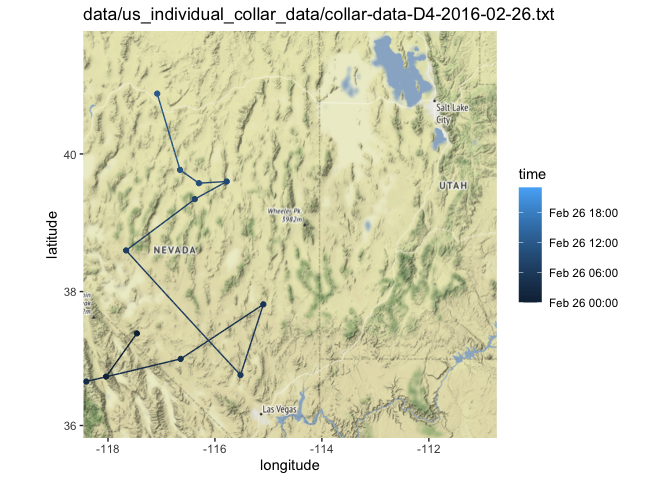 data/us_individual_collar_data/collar-data-D4-2016-02-26.txt
Salt Lake
City
40
UTAH
time
Feb 26 18:00
Feb 26 12:00
Feb 26 06:00
Feb 26 00:00
Wheeler Pk
3982m
NEVADA
latitude
38
Las Vegas
36
-118
-116
-114
-112
longitude